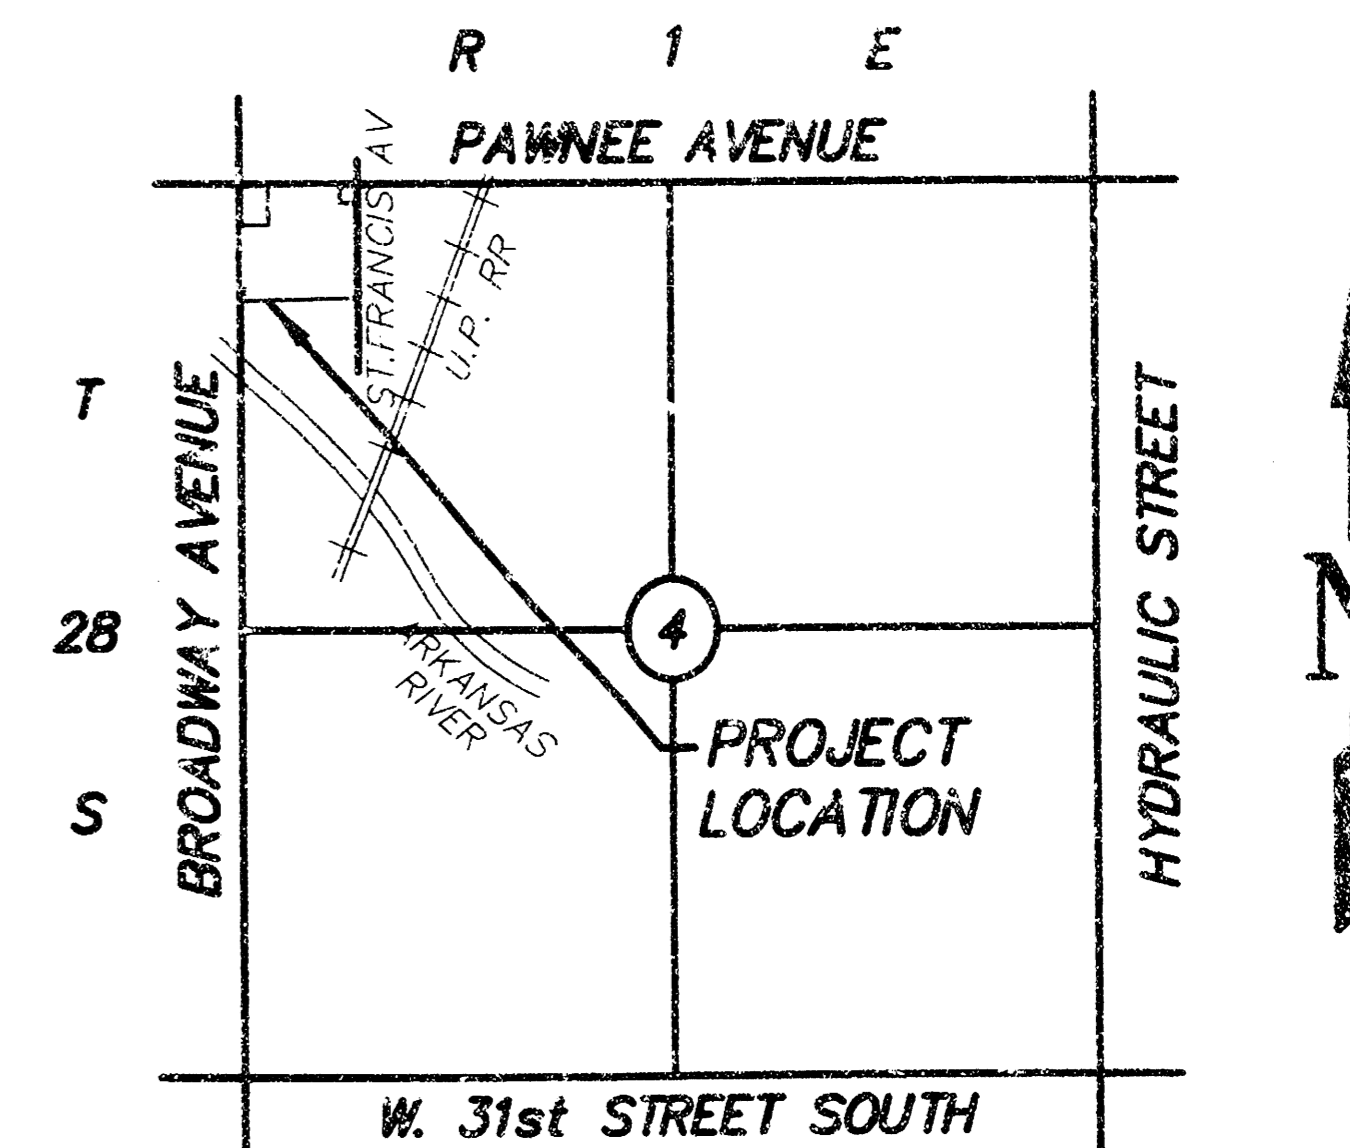 R 1 E
PAWNEE AVENUE
ST.FRANCIS AV
U.P. RR
T
28
S
BROADWAY AVENUE
HYDRAULIC STREET
N
4
ARKANSAS
RIVER
PROJECT
LOCATION
W. 31st STREET SOUTH